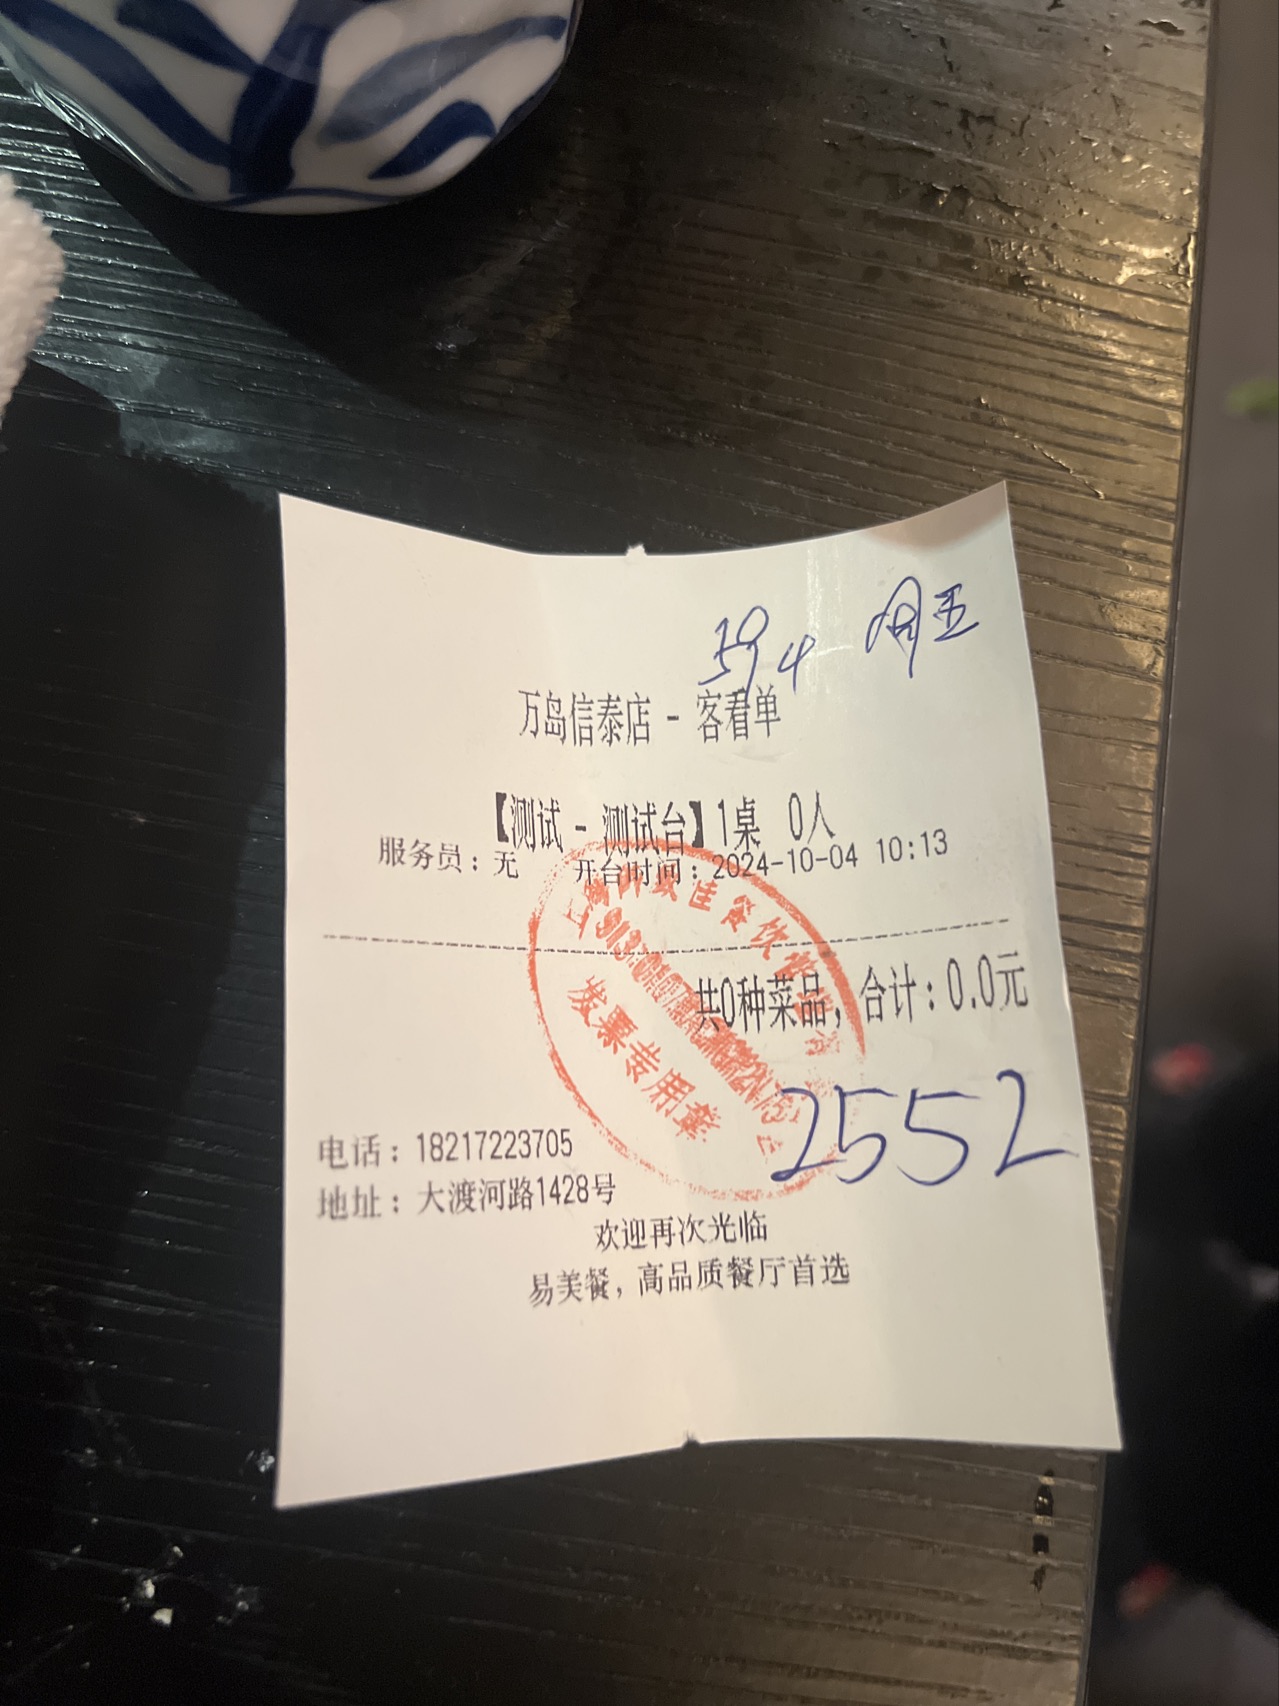 万岛信泰店 - 客看单
【测试 - 测试台】1桌 0人
服务员：无 开台时间：2024-10-04 10:13
共0种菜品，合计：0.0元
发票专用章
2552
电话：18217223705
地址：大渡河路1428号
欢迎再次光临
易美餐，高品质餐厅首选